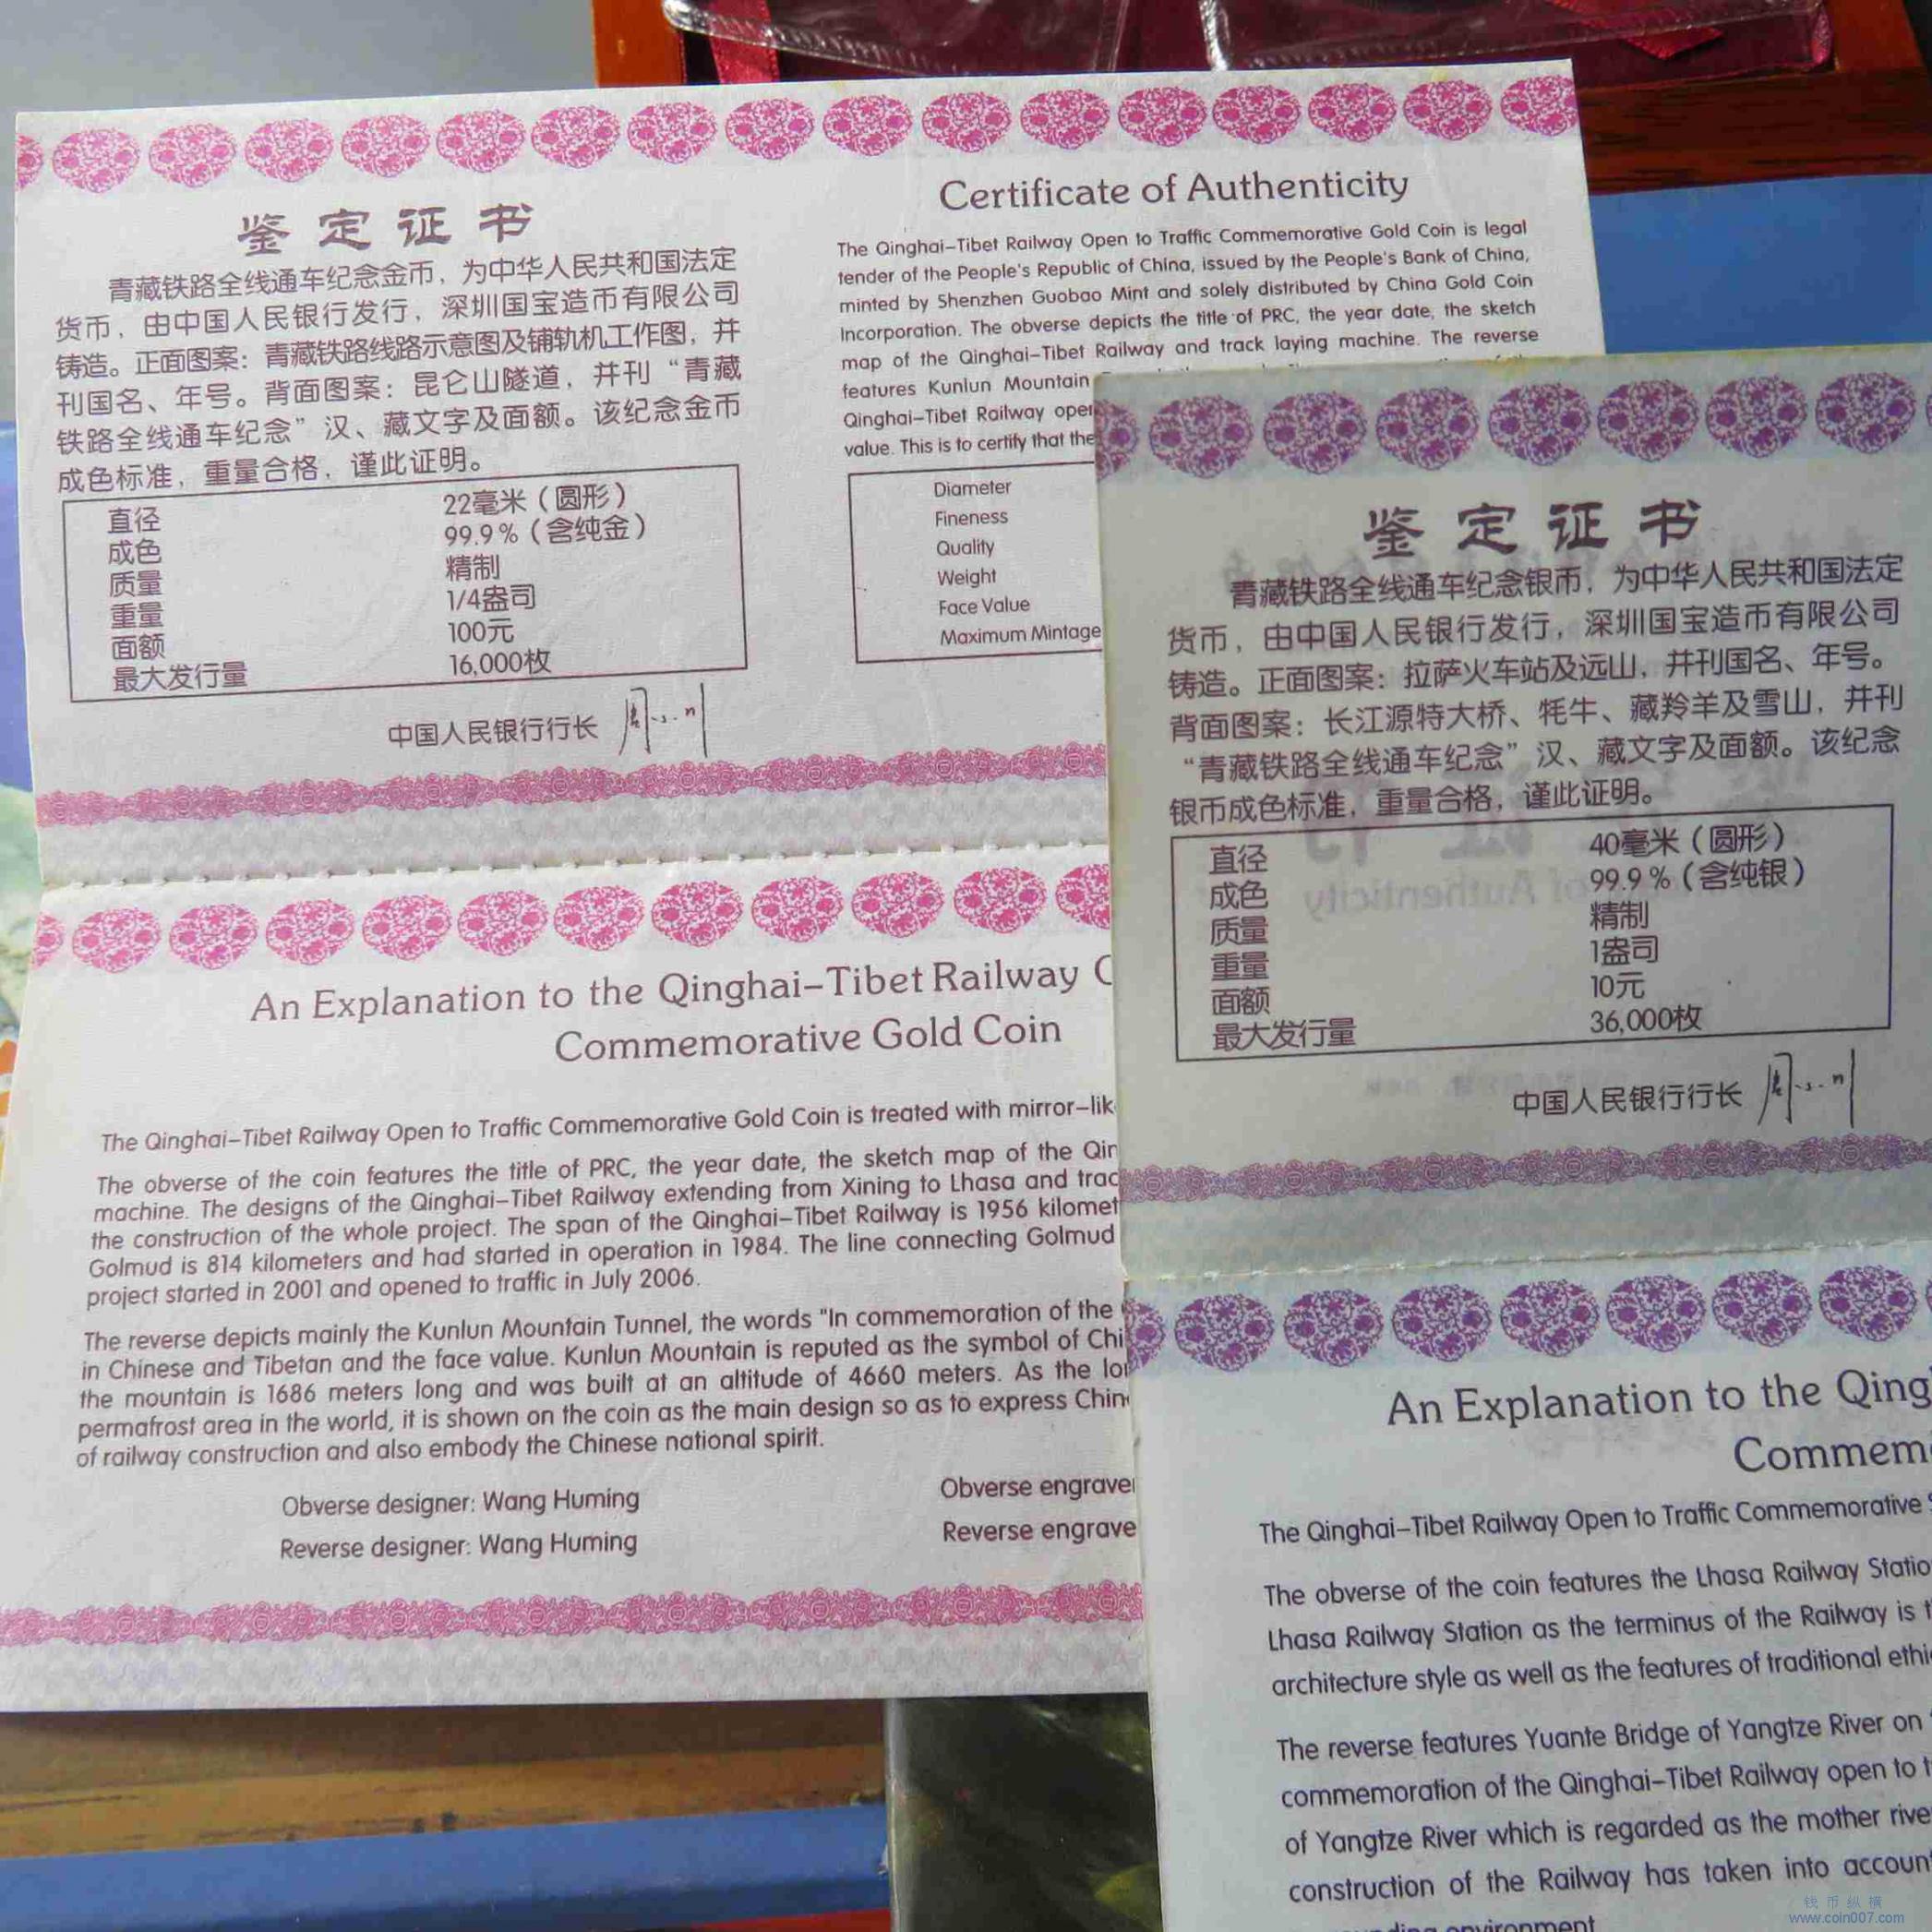 鉴定证书
青藏铁路全线通车纪念金币，为中华人民共和国法定
货币，由中国人民银行发行，深圳国宝造币有限公司
铸造。正面图案：青藏铁路线路示意图及铺轨机工作图，并
刊国名、年号。背面图案：昆仑山隧道，并刊“青藏
铁路全线通车纪念”汉、藏文字及面额。该纪念金币
成色标准，重量合格，谨此证明。
直径 22毫米（圆形）
成色 99.9%（含纯金）
质量 精制
重量 1/4盎司
面额 100元
最大发行量 16,000枚
中国人民银行行长
Certificate of Authenticity
The Qinghai–Tibet Railway Open to Traffic Commemorative Gold Coin is legal
tender of the People's Republic of China, issued by the People's Bank of China,
minted by Shenzhen Guobao Mint and solely distributed by China Gold Coin
Incorporation. The obverse depicts the title of PRC, the year date, the sketch
map of the Qinghai–Tibet Railway and track laying machine. The reverse
features Kunlun Mountain
Qinghai–Tibet Railway open
value. This is to certify that the
Diameter
Fineness
Quality
Weight
Face Value
Maximum Mintage
An Explanation to the Qinghai–Tibet Railway
Commemorative Gold Coin
The Qinghai–Tibet Railway Open to Traffic Commemorative Gold Coin is treated with mirror–lik
The obverse of the coin features the title of PRC, the year date, the sketch map of the Qin
machine. The designs of the Qinghai–Tibet Railway extending from Xining to Lhasa and trac
the construction of the whole project. The span of the Qinghai–Tibet Railway is 1956 kilomet
Golmud is 814 kilometers and had started in operation in 1984. The line connecting Golmud
project started in 2001 and opened to traffic in July 2006.
The reverse depicts mainly the Kunlun Mountain Tunnel, the words "In commemoration of the
in Chinese and Tibetan and the face value. Kunlun Mountain is reputed as the symbol of Chi
the mountain is 1686 meters long and was built at an altitude of 4660 meters. As the lon
permafrost area in the world, it is shown on the coin as the main design so as to express Chin
of railway construction and also embody the Chinese national spirit.
Obverse designer: Wang Huming
Obverse engraver
Reverse designer: Wang Huming
Reverse engrave
鉴定证书
青藏铁路全线通车纪念银币，为中华人民共和国法定
货币，由中国人民银行发行，深圳国宝造币有限公司
铸造。正面图案：拉萨火车站及远山，并刊国名、年号。
背面图案：长江源特大桥、牦牛、藏羚羊及雪山，并刊
“青藏铁路全线通车纪念”汉、藏文字及面额。该纪念
银币成色标准，重量合格，谨此证明。
直径 40毫米（圆形）
成色 99.9%（含纯银）
质量 精制
重量 1盎司
面额 10元
最大发行量 36,000枚
中国人民银行行长
An Explanation to the Qing
Commem
The Qinghai–Tibet Railway Open to Traffic Commemorative
The obverse of the coin features the Lhasa Railway Statio
Lhasa Railway Station as the terminus of the Railway is
architecture style as well as the features of traditional ethi
The reverse features Yuante Bridge of Yangtze River on
commemoration of the Qinghai–Tibet Railway open to
of Yangtze River which is regarded as the mother rive
construction of the Railway has taken into accoun
environment
钱币纵横
www.coin007.com